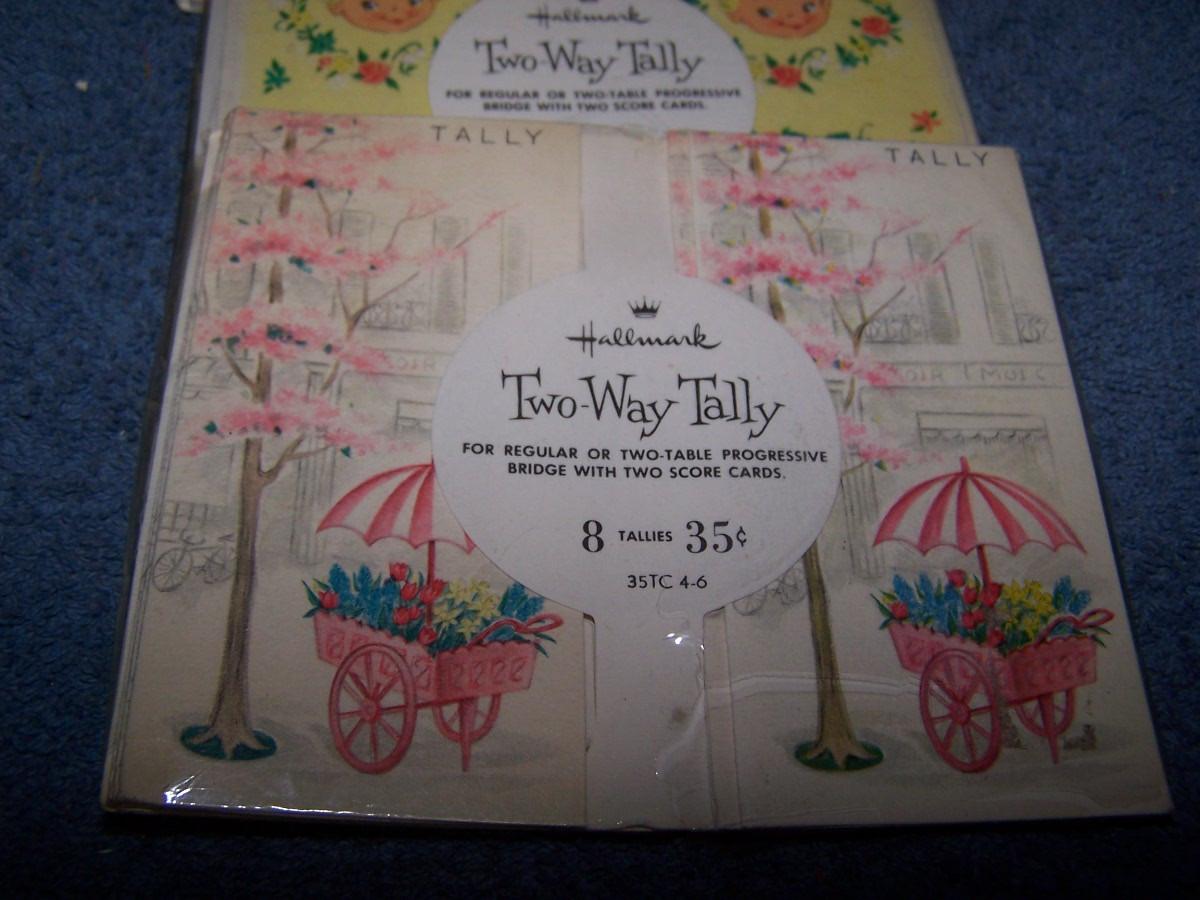 Hallmark
Two-Way Tally
FOR REGULAR OR TWO-TABLE PROGRESSIVE
BRIDGE WITH TWO SCORE CARDS.
TALLY
TALLY
Hallmark
Two-Way Tally
FOR REGULAR OR TWO-TABLE PROGRESSIVE
BRIDGE WITH TWO SCORE CARDS.
8 TALLIES 35¢
35TC 4-6